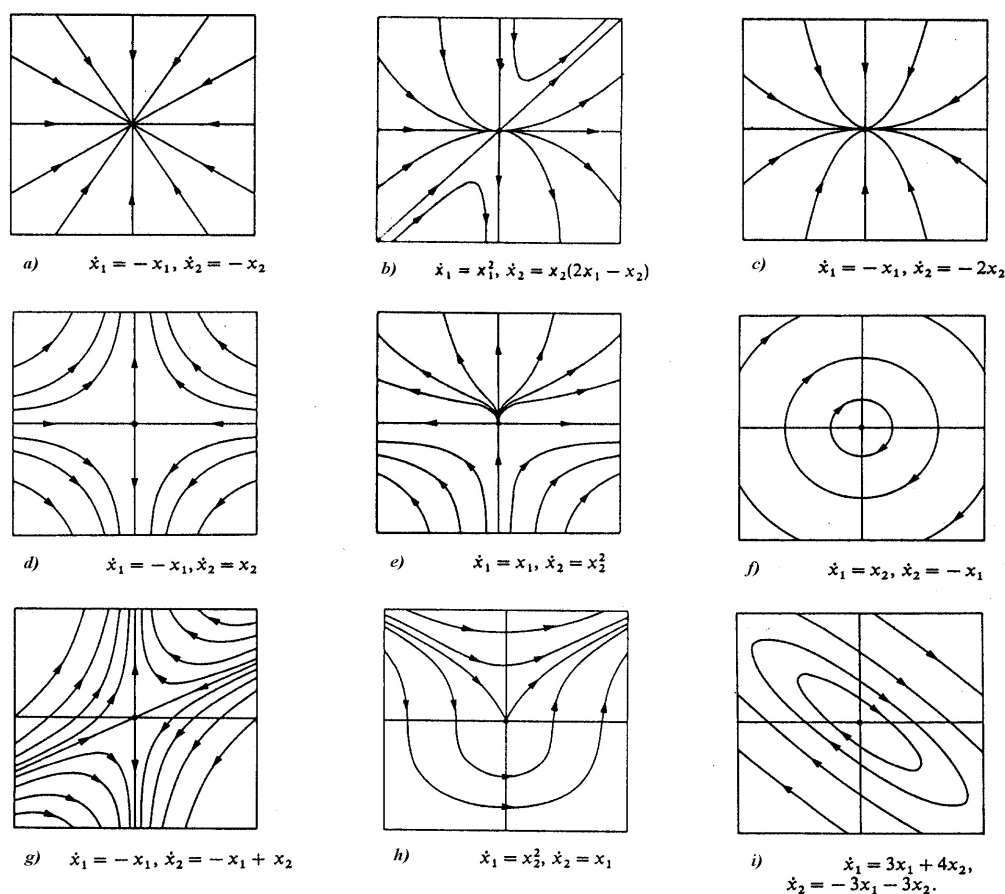 a) ẋ₁ = − x₁, ẋ₂ = − x₂
b) ẋ₁ = x₁², ẋ₂ = x₂(2x₁ − x₂)
c) ẋ₁ = − x₁, ẋ₂ = − 2x₂
d) ẋ₁ = − x₁, ẋ₂ = x₂
e) ẋ₁ = x₁, ẋ₂ = x₂²
f) ẋ₁ = x₂, ẋ₂ = − x₁
g) ẋ₁ = − x₁, ẋ₂ = − x₁ + x₂
h) ẋ₁ = x₂², ẋ₂ = x₁
i) ẋ₁ = 3x₁ + 4x₂,
ẋ₂ = − 3x₁ − 3x₂.